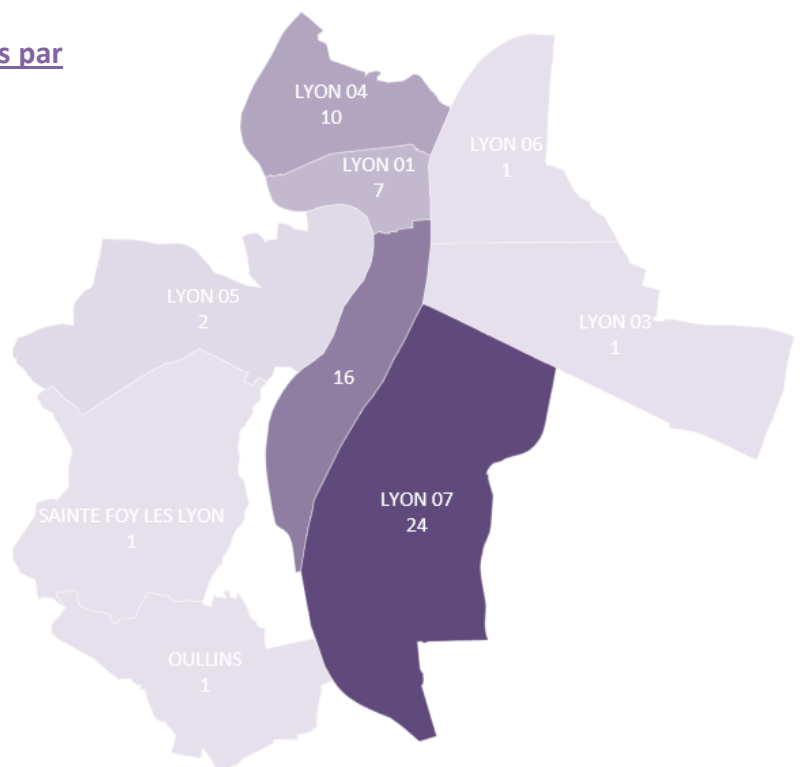 s par
LYON 04
10
LYON 06
1
LYON 01
7
LYON 05
2
LYON 03
1
16
LYON 07
24
SAINTE FOY LES LYON
1
OULLINS
1